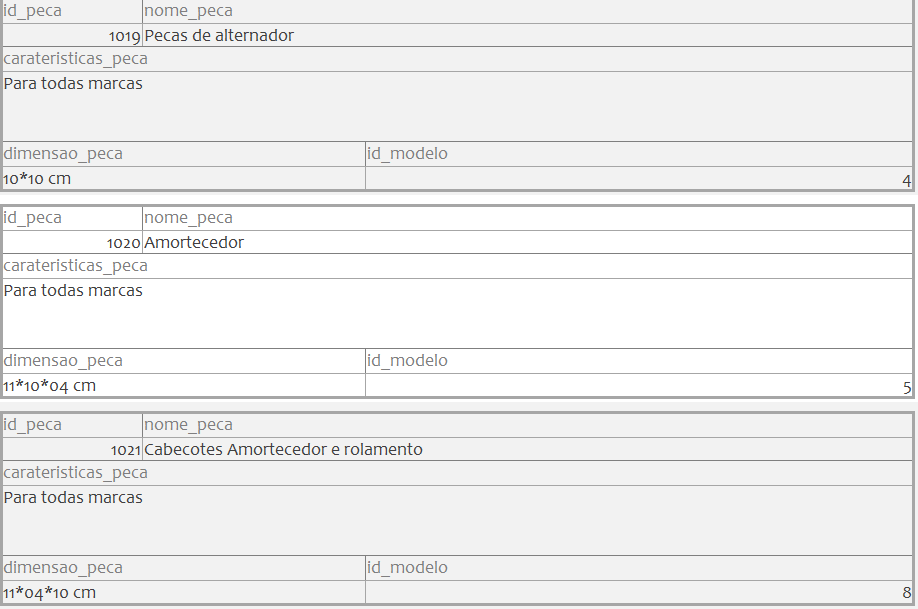 id_peca nome_peca
1019 Pecas de alternador
carateristicas_peca
Para todas marcas
dimensao_peca id_modelo
10*10 cm 4
id_peca nome_peca
1020 Amortecedor
carateristicas_peca
Para todas marcas
dimensao_peca id_modelo
11*10*04 cm 5
id_peca nome_peca
1021 Cabecotes Amortecedor e rolamento
carateristicas_peca
Para todas marcas
dimensao_peca id_modelo
11*04*10 cm 8